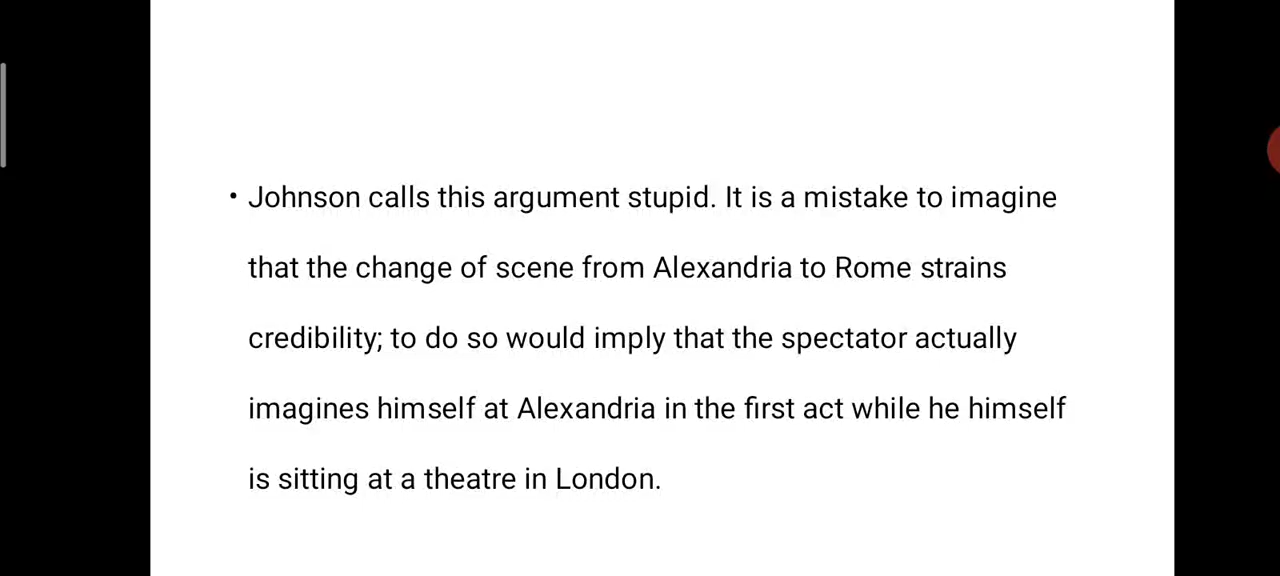 • Johnson calls this argument stupid. It is a mistake to imagine
that the change of scene from Alexandria to Rome strains
credibility; to do so would imply that the spectator actually
imagines himself at Alexandria in the first act while he himself
is sitting at a theatre in London.